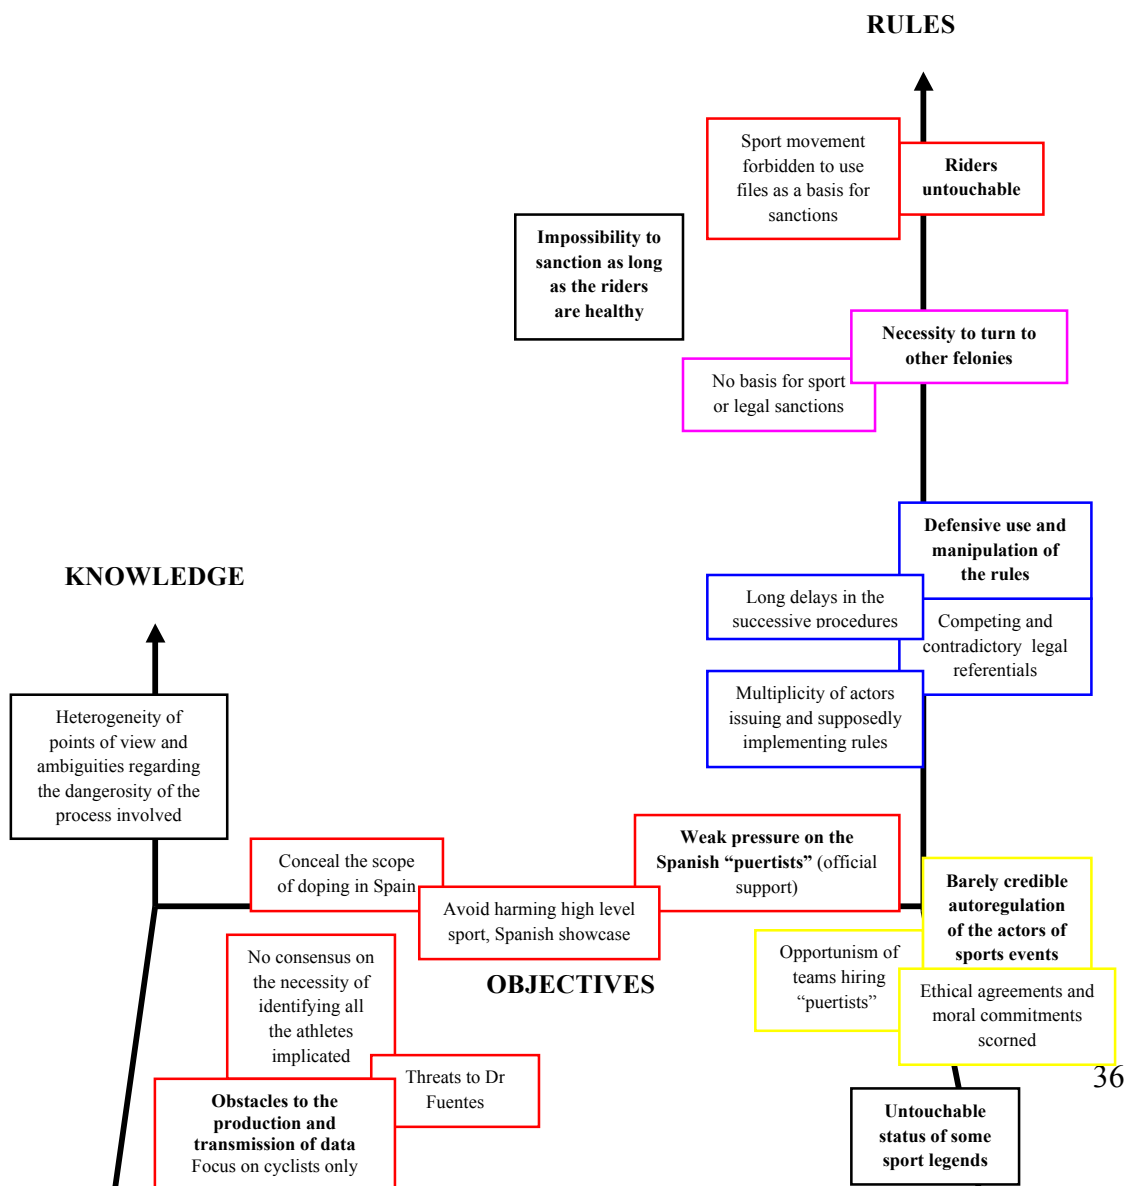 RULES
Sport movement
forbidden to use
files as a basis for
sanctions
Riders
untouchable
Impossibility to
sanction as long
as the riders
are healthy
Necessity to turn to
other felonies
No basis for sport
or legal sanctions
Defensive use and
manipulation of
the rules
KNOWLEDGE
Long delays in the
successive procedures
Competing and
contradictory legal
referentials
Multiplicity of actors
issuing and supposedly
implementing rules
Heterogeneity of
points of view and
ambiguities regarding
the dangerosity of the
process involved
Weak pressure on the
Spanish “puertists” (official
support)
Conceal the scope
of doping in Spain
Avoid harming high level
sport, Spanish showcase
Barely credible
autoregulation
of the actors of
sports events
No consensus on
the necessity of
identifying all
the athletes
implicated
OBJECTIVES
Opportunism of
teams hiring
“puertists”
Ethical agreements and
moral commitments
scorned
Threats to Dr
Fuentes
36
Obstacles to the
production and
transmission of data
Focus on cyclists only
Untouchable
status of some
sport legends